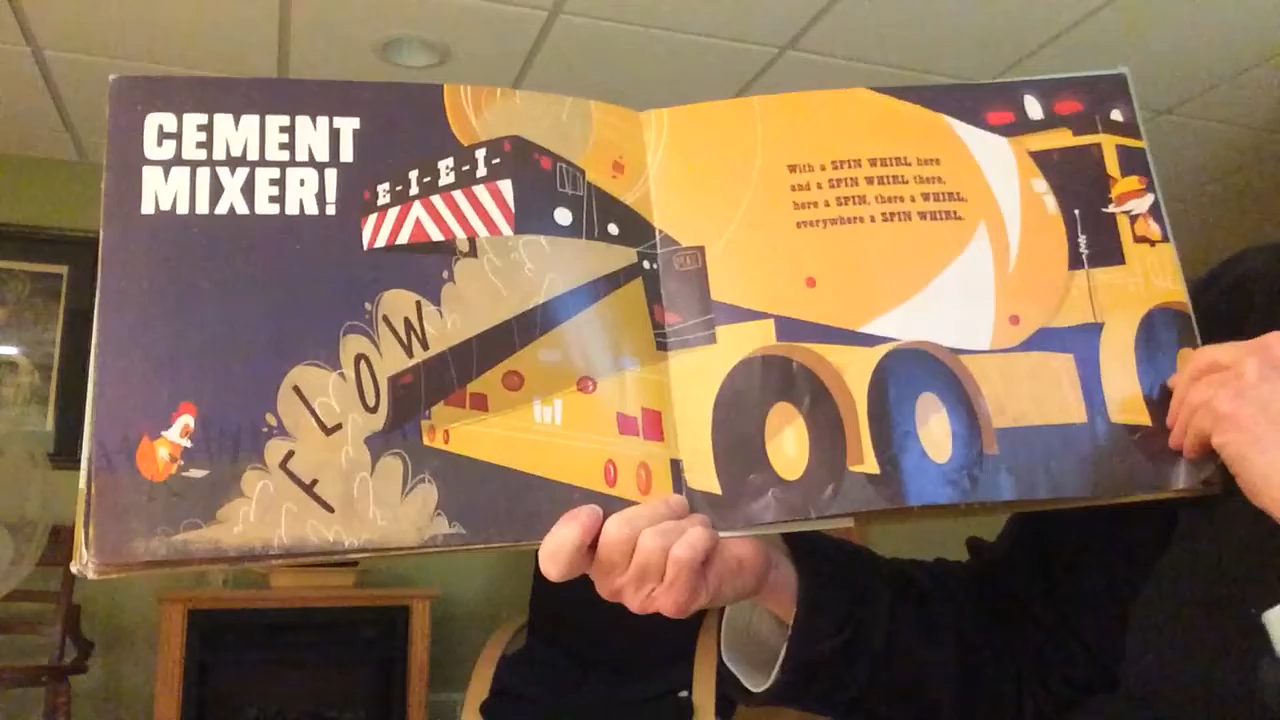 CEMENT
MIXER!
E-I-E-I-
FLOW
With a SPIN WHIRL here
and a SPIN WHIRL there,
here a SPIN, there a WHIRL,
everywhere a SPIN WHIRL.